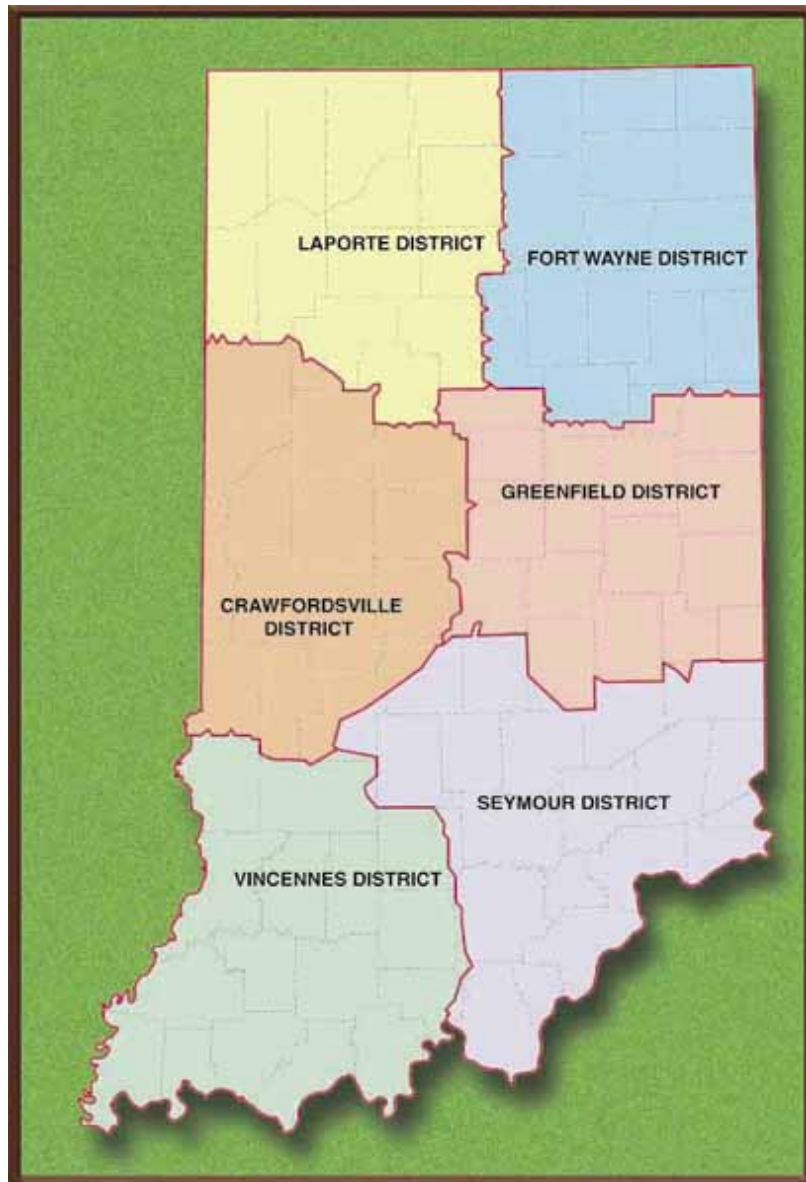 LAPORTE DISTRICT
FORT WAYNE DISTRICT
GREENFIELD DISTRICT
CRAWFORDSVILLE
DISTRICT
SEYMOUR DISTRICT
VINCENNES DISTRICT